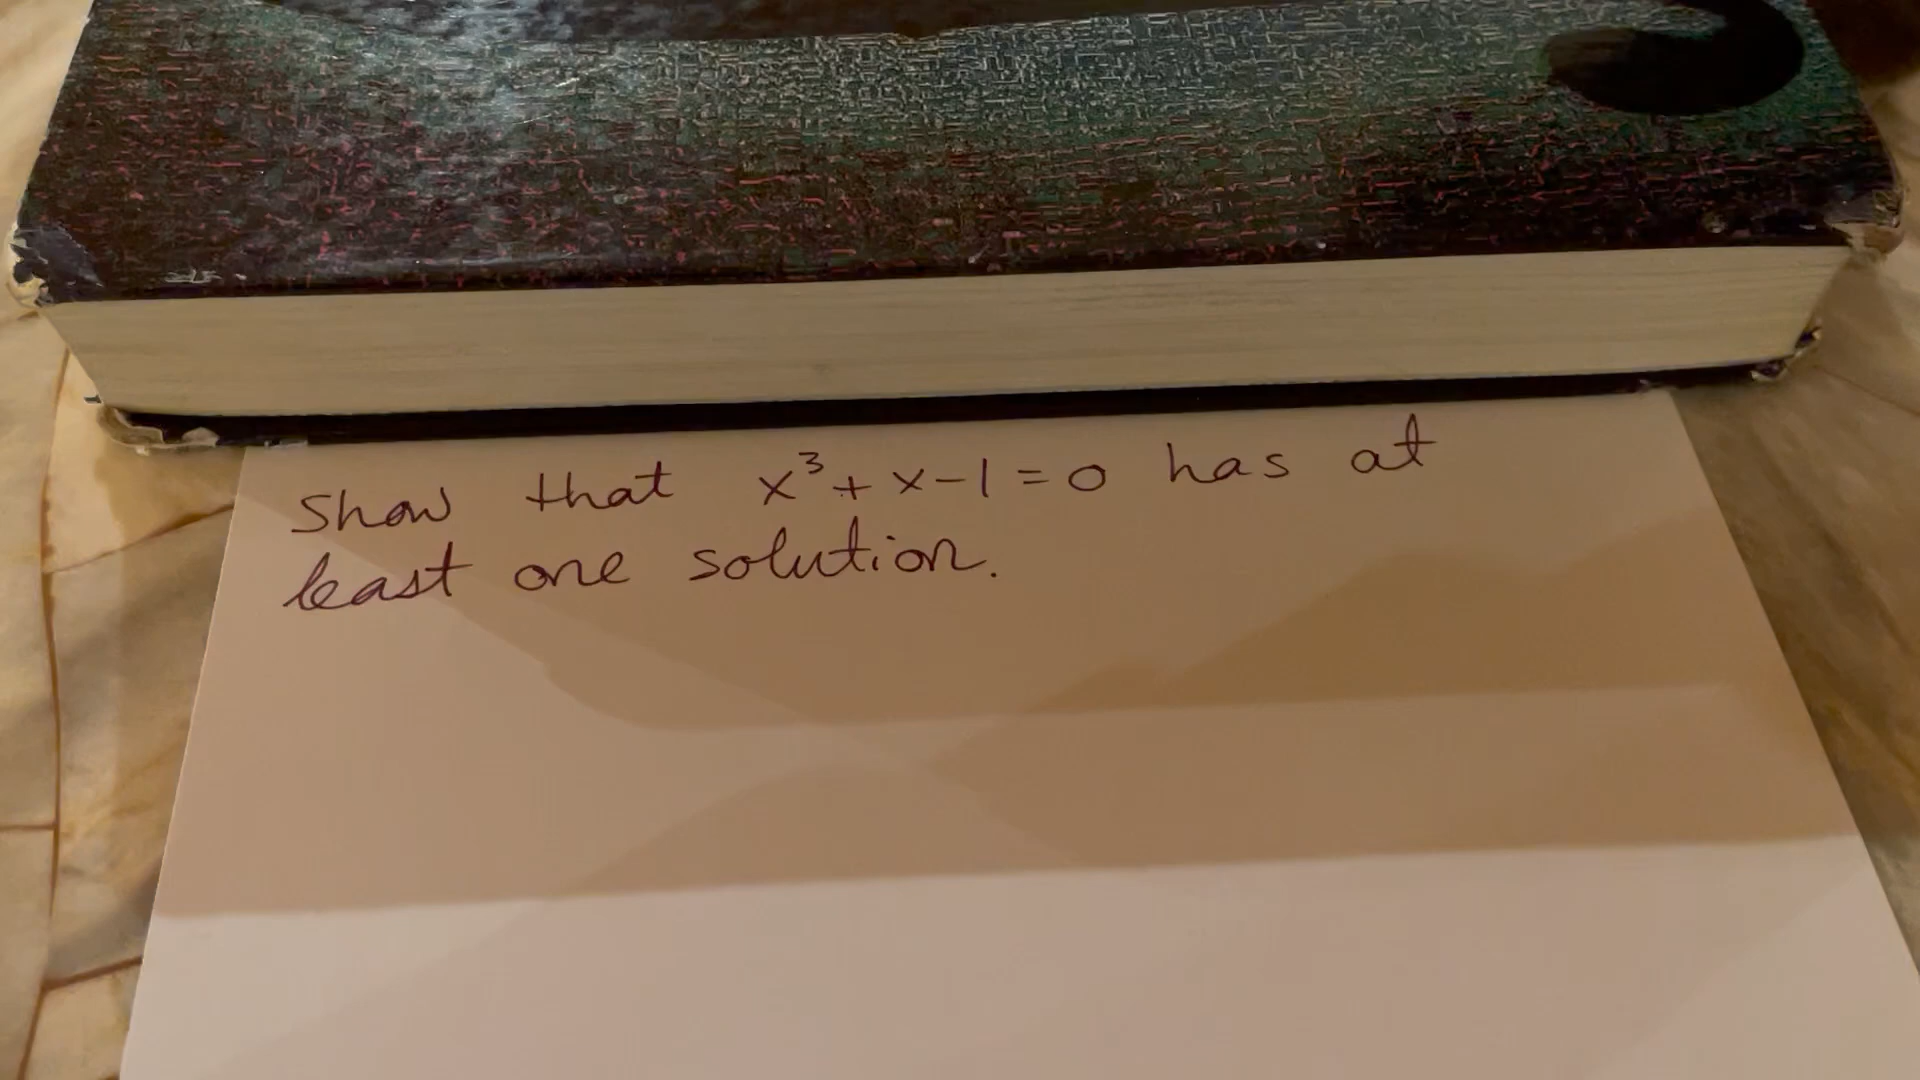 Show that x³+x-1=0 has at
least one solution.